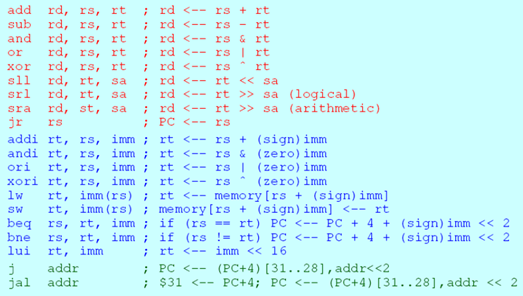 add rd, rs, rt ; rd <-- rs + rt
sub rd, rs, rt ; rd <-- rs - rt
and rd, rs, rt ; rd <-- rs & rt
or rd, rs, rt ; rd <-- rs | rt
xor rd, rs, rt ; rd <-- rs ^ rt
sll rd, rt, sa ; rd <-- rt << sa
srl rd, rt, sa ; rd <-- rt >> sa (logical)
sra rd, st, sa ; rd <-- rt >> sa (arithmetic)
jr rs ; PC <-- rs
addi rt, rs, imm ; rt <-- rs + (sign)imm
andi rt, rs, imm ; rt <-- rs & (zero)imm
ori rt, rs, imm ; rt <-- rs | (zero)imm
xori rt, rs, imm ; rt <-- rs ^ (zero)imm
lw rt, imm(rs) ; rt <-- memory[rs + (sign)imm]
sw rt, imm(rs) ; memory[rs + (sign)imm] <-- rt
beq rs, rt, imm ; if (rs == rt) PC <-- PC + 4 + (sign)imm << 2
bne rs, rt, imm ; if (rs != rt) PC <-- PC + 4 + (sign)imm << 2
lui rt, imm ; rt <-- imm << 16
j addr ; PC <-- (PC+4)[31..28],addr<<2
jal addr ; $31 <-- PC+4; PC <-- (PC+4)[31..28],addr << 2